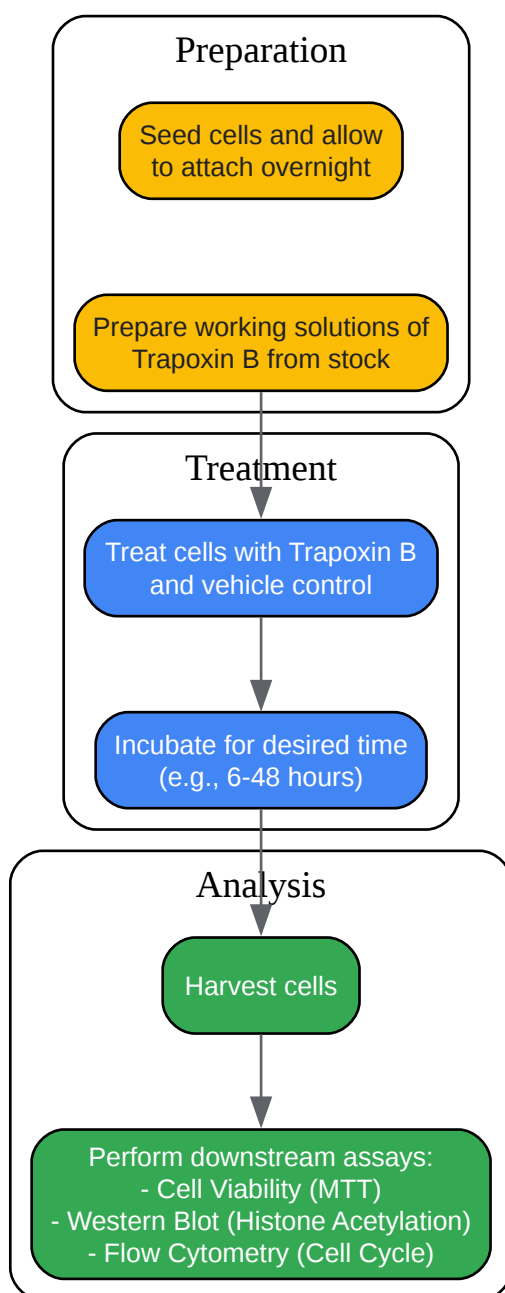 Preparation
Seed cells and allow
to attach overnight
Prepare working solutions of
Trapoxin B from stock
Treatment
Treat cells with Trapoxin B
and vehicle control
Incubate for desired time
(e.g., 6-48 hours)
Analysis
Harvest cells
Perform downstream assays:
- Cell Viability (MTT)
- Western Blot (Histone Acetylation)
- Flow Cytometry (Cell Cycle)